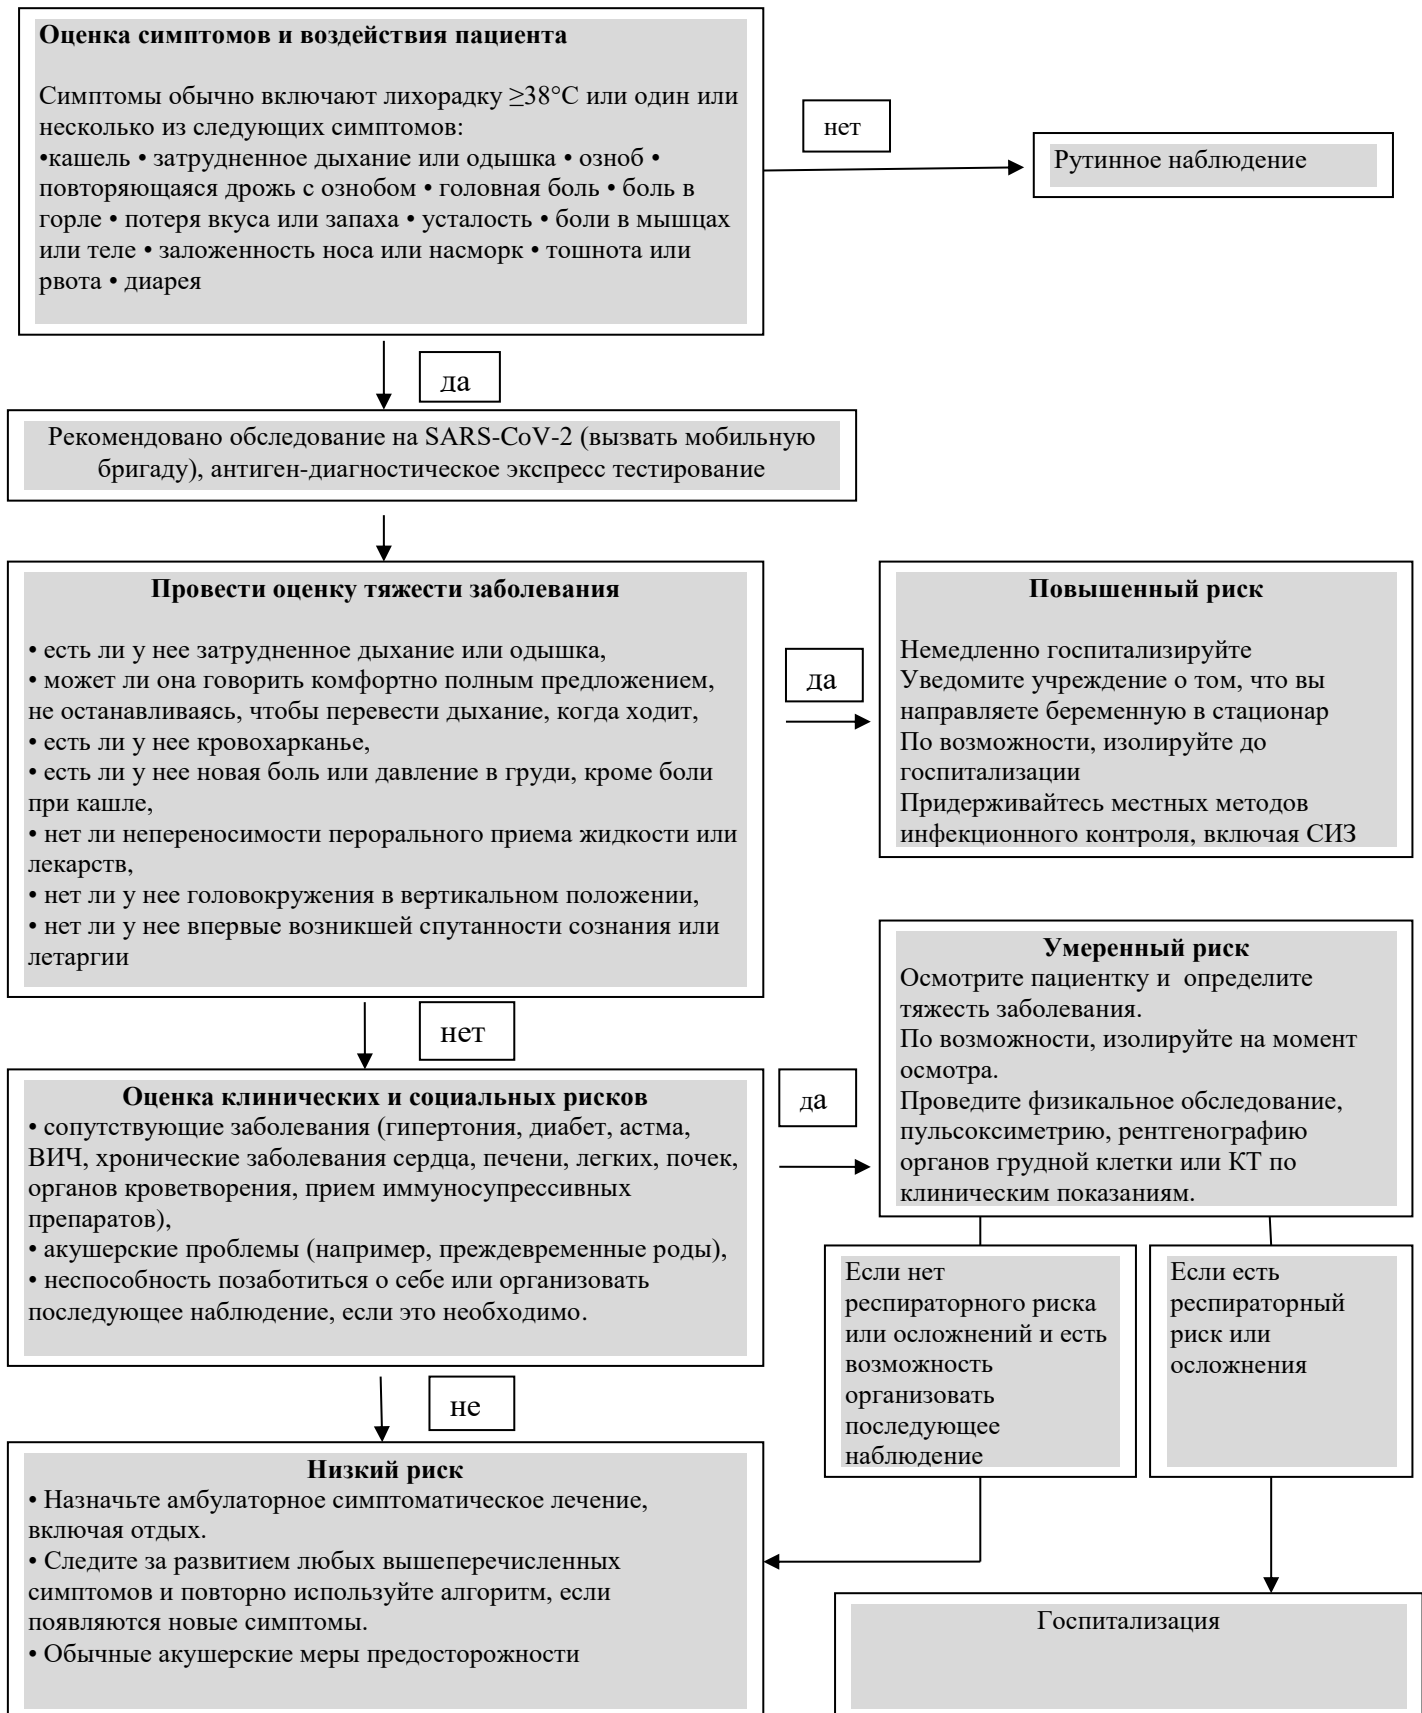 Оценка симптомов и воздействия пациента
Симптомы обычно включают лихорадку ≥38°С или один или
несколько из следующих симптомов:
•кашель • затрудненное дыхание или одышка • озноб •
повторяющаяся дрожь с ознобом • головная боль • боль в
горле • потеря вкуса или запаха • усталость • боли в мышцах
или теле • заложенность носа или насморк • тошнота или
рвота • диарея
нет
Рутинное наблюдение
да
Рекомендовано обследование на SARS-CoV-2 (вызвать мобильную
бригаду), антиген-диагностическое экспресс тестирование
Провести оценку тяжести заболевания
• есть ли у нее затрудненное дыхание или одышка,
• может ли она говорить комфортно полным предложением,
не останавливаясь, чтобы перевести дыхание, когда ходит,
• есть ли у нее кровохарканье,
• есть ли у нее новая боль или давление в груди, кроме боли
при кашле,
• нет ли непереносимости перорального приема жидкости или
лекарств,
• нет ли у нее головокружения в вертикальном положении,
• нет ли у нее впервые возникшей спутанности сознания или
летаргии
да
Повышенный риск
Немедленно госпитализируйте
Уведомите учреждение о том, что вы
направляете беременную в стационар
По возможности, изолируйте до
госпитализации
Придерживайтесь местных методов
инфекционного контроля, включая СИЗ
нет
Оценка клинических и социальных рисков
• сопутствующие заболевания (гипертония, диабет, астма,
ВИЧ, хронические заболевания сердца, печени, легких, почек,
органов кроветворения, прием иммуносупрессивных
препаратов),
• акушерские проблемы (например, преждевременные роды),
• неспособность позаботиться о себе или организовать
последующее наблюдение, если это необходимо.
да
Умеренный риск
Осмотрите пациентку и определите
тяжесть заболевания.
По возможности, изолируйте на момент
осмотра.
Проведите физикальное обследование,
пульсоксиметрию, рентгенографию
органов грудной клетки или КТ по
клиническим показаниям.
Если нет
респираторного риска
или осложнений и есть
возможность
организовать
последующее
наблюдение
Если есть
респираторный
риск или
осложнения
не
Низкий риск
• Назначьте амбулаторное симптоматическое лечение,
включая отдых.
• Следите за развитием любых вышеперечисленных
симптомов и повторно используйте алгоритм, если
появляются новые симптомы.
• Обычные акушерские меры предосторожности
Госпитализация